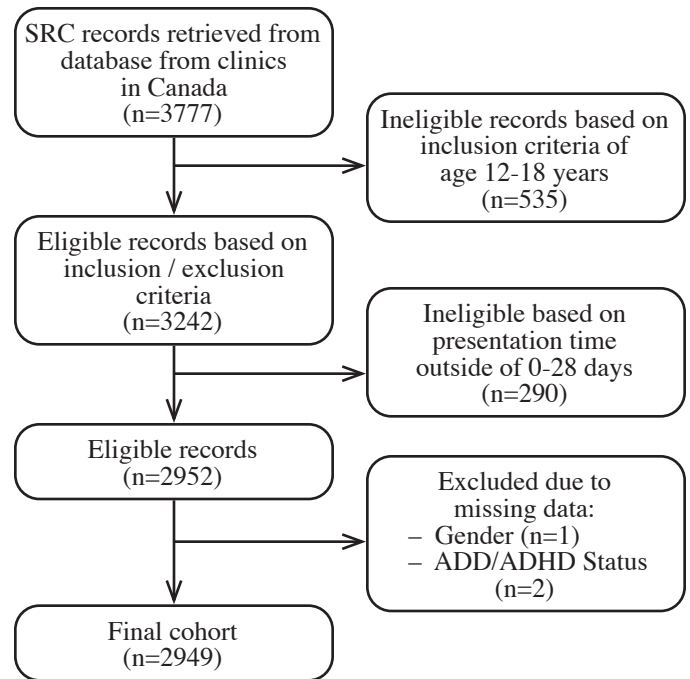 SRC records retrieved from
database from clinics
in Canada
(n=3777)
Ineligible records based on
inclusion criteria of
age 12-18 years
(n=535)
Eligible records based on
inclusion / exclusion
criteria
(n=3242)
Ineligible based on
presentation time
outside of 0-28 days
(n=290)
Eligible records
(n=2952)
Excluded due to
missing data:
– Gender (n=1)
– ADD/ADHD Status
(n=2)
Final cohort
(n=2949)